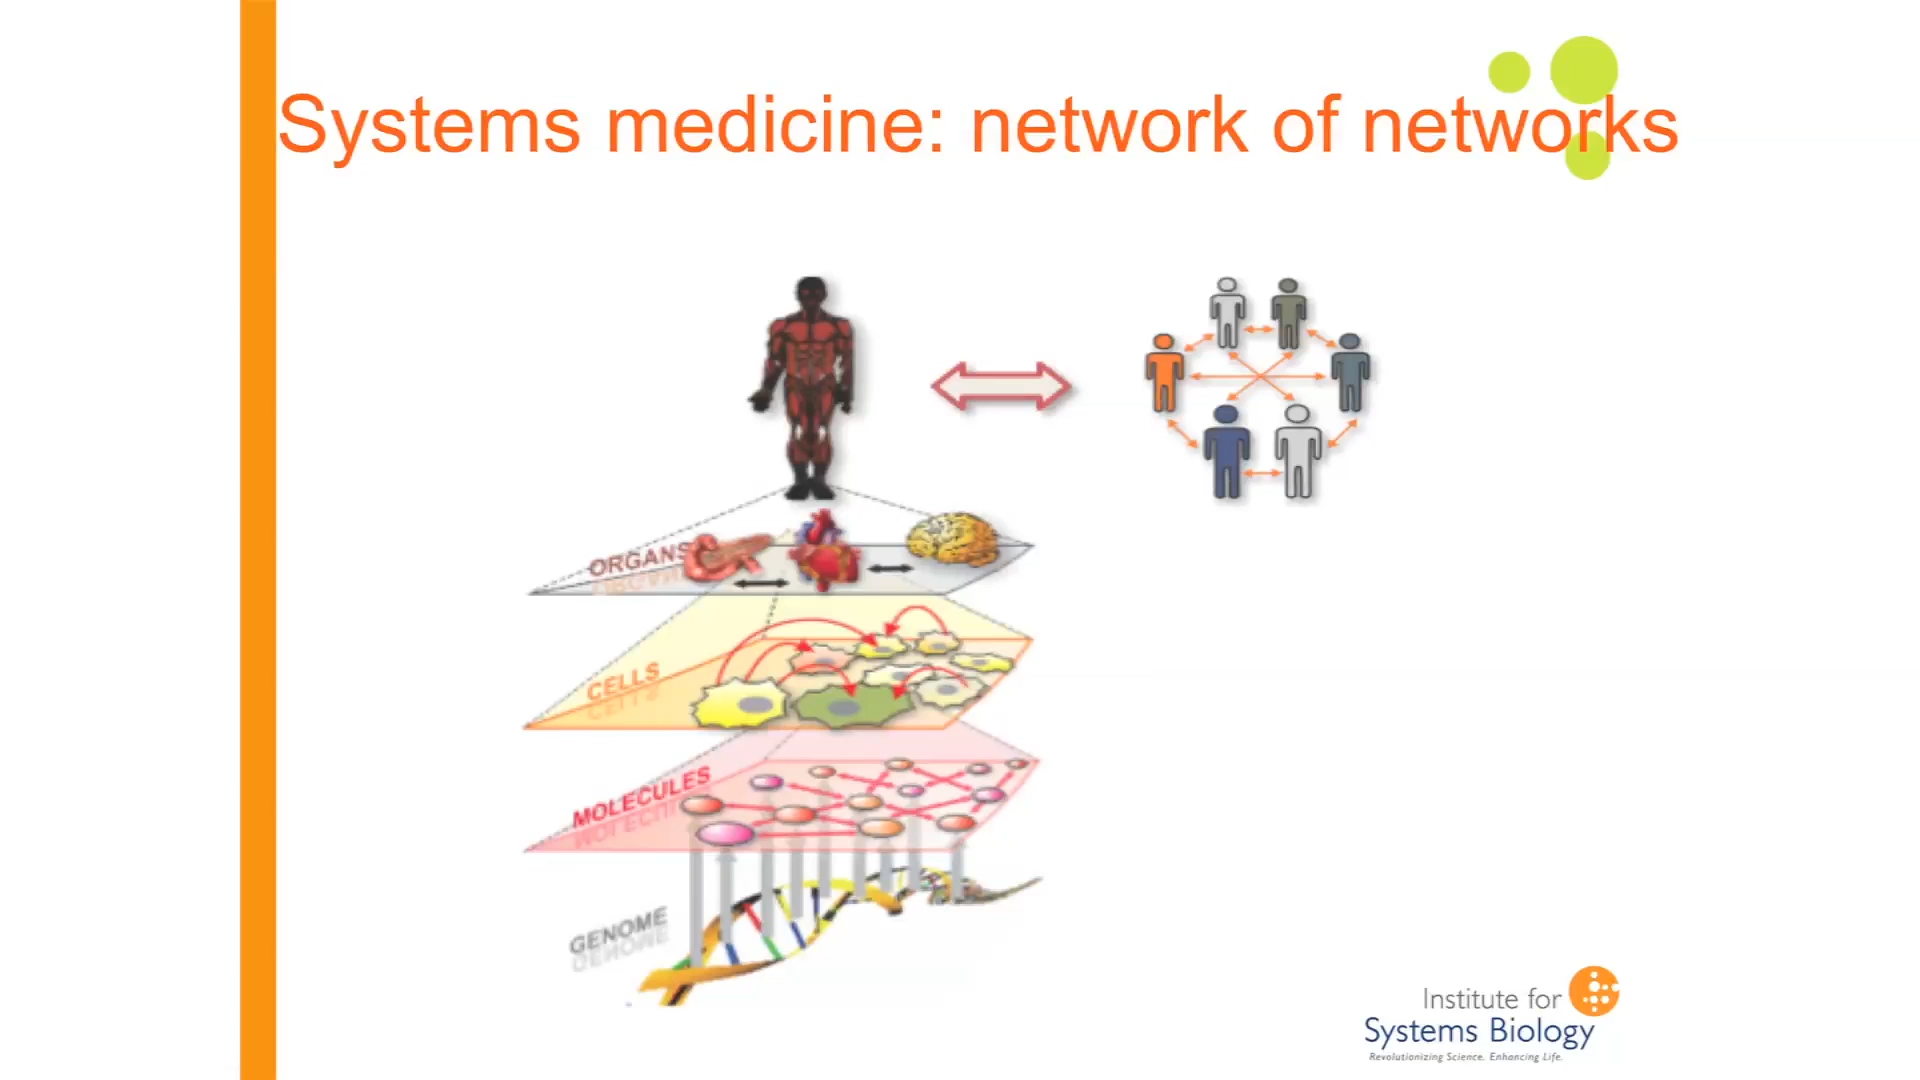 Systems medicine: network of networks
ORGANS
CELLS
MOLECULES
GENOME
Institute for
Systems Biology
Revolutionizing Science. Enhancing Life.